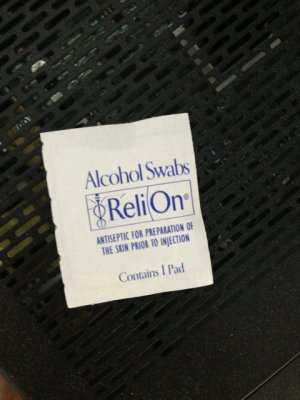 Alcohol Swabs
ReliOn®
ANTISEPTIC FOR PREPARATION OF
THE SKIN PRIOR TO INJECTION
Contains 1 Pad